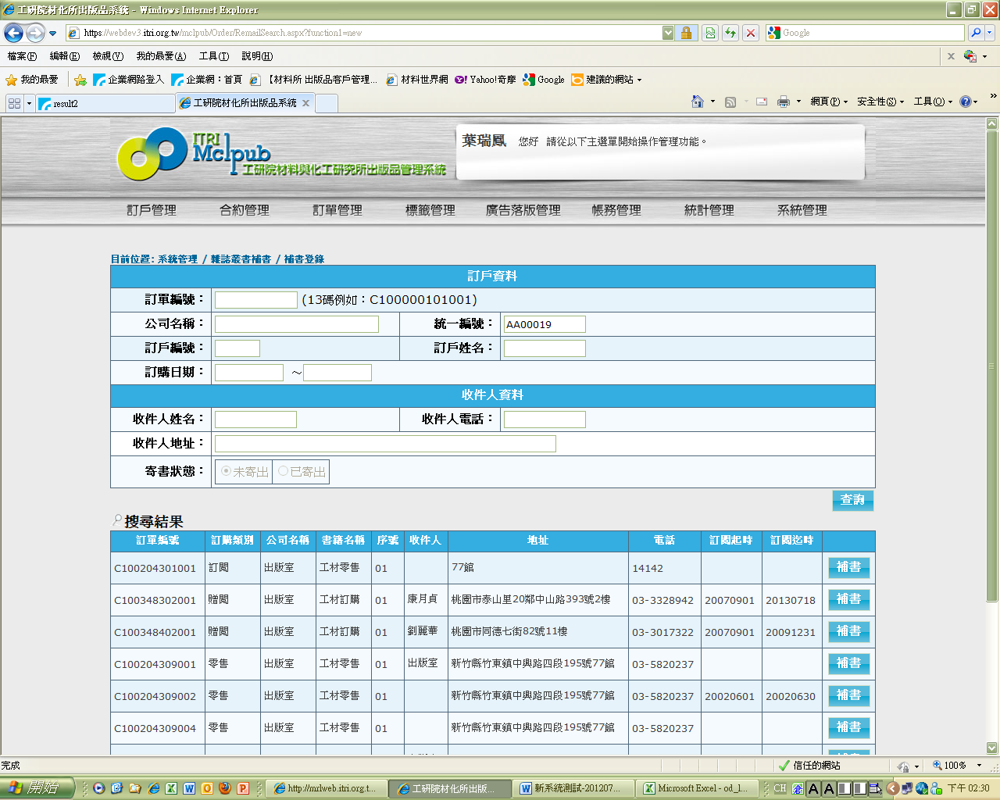 工研院材化所出版品系統 - Windows Internet Explorer
https://webdev3.itri.org.tw/mclpub/Order/RemailSearch.aspx?function1=new
Google
檔案(F) 編輯(E) 檢視(V) 我的最愛(A) 工具(T) 說明(H)
我的最愛 企業網路登入 企業網：首頁 【材料所 出版品客戶管理... 材料世界網 Yahoo!奇摩 Google 建議的網站
result2 工研院材化所出版品系統 網頁(P) 安全性(S) 工具(O)
ITRI
Mclpub
工研院材料與化工研究所出版品管理系統
葉瑞鳳 您好 請從以下主選單開始操作管理功能。
訂戶管理 合約管理 訂單管理 標籤管理 廣告落版管理 帳務管理 統計管理 系統管理
目前位置: 系統管理 / 雜誌叢書補書 / 補書登錄
訂戶資料
訂單編號： (13碼例如：C100000101001)
公司名稱： 統一編號： AA00019
訂戶編號： 訂戶姓名：
訂購日期： ～
收件人資料
收件人姓名： 收件人電話：
收件人地址：
寄書狀態： 未寄出 已寄出
查詢
搜尋結果
訂單編號 訂購類別 公司名稱 書籍名稱 序號 收件人 地址 電話 訂閱起時 訂閱迄時
C100204301001 訂閱 出版室 工材零售 01 77館 14142 補書
C100348302001 贈閱 出版室 工材訂購 01 康月貞 桃園市泰山里20鄰中山路393號2樓 03-3328942 20070901 20130718 補書
C100348402001 贈閱 出版室 工材訂購 01 劉麗華 桃園市同德七街82號11樓 03-3017322 20070901 20091231 補書
C100204309001 零售 出版室 工材零售 01 出版室 新竹縣竹東鎮中興路四段195號77館 03-5820237 補書
C100204309002 零售 出版室 工材零售 01 新竹縣竹東鎮中興路四段195號77館 03-5820237 20020601 20020630 補書
C100204309004 零售 出版室 工材零售 01 新竹縣竹東鎮中興路四段195號77館 03-5820237 補書
完成 信任的網站 100%
開始 http://mrlweb.itri.org.t... 工研院材化所出版... 新系統測試-201207... Microsoft Excel - od_l... CH 下午 02:30